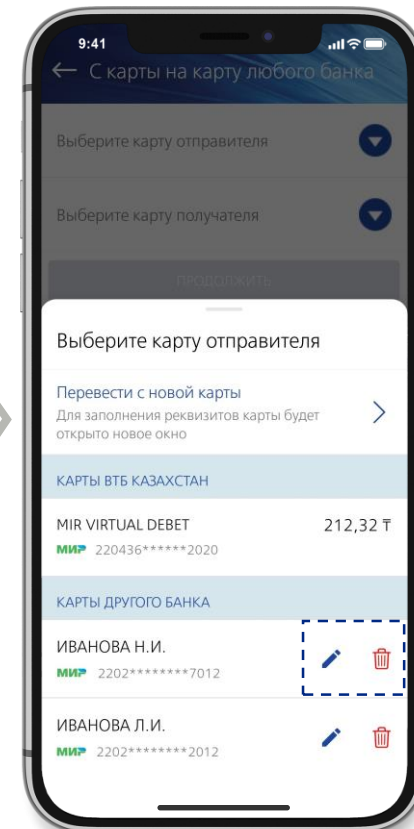 9:41
← С карты на карту любого банка
Выберите карту отправителя
Выберите карту получателя
ПРОДОЛЖИТЬ
Выберите карту отправителя
Перевести с новой карты
Для заполнения реквизитов карты будет
открыто новое окно
КАРТЫ ВТБ КАЗАХСТАН
MIR VIRTUAL DEBET 212,32 ₸
МИР 220436******2020
КАРТЫ ДРУГОГО БАНКА
ИВАНОВА Н.И.
МИР 2202********7012
ИВАНОВА Л.И.
МИР 2202********2012